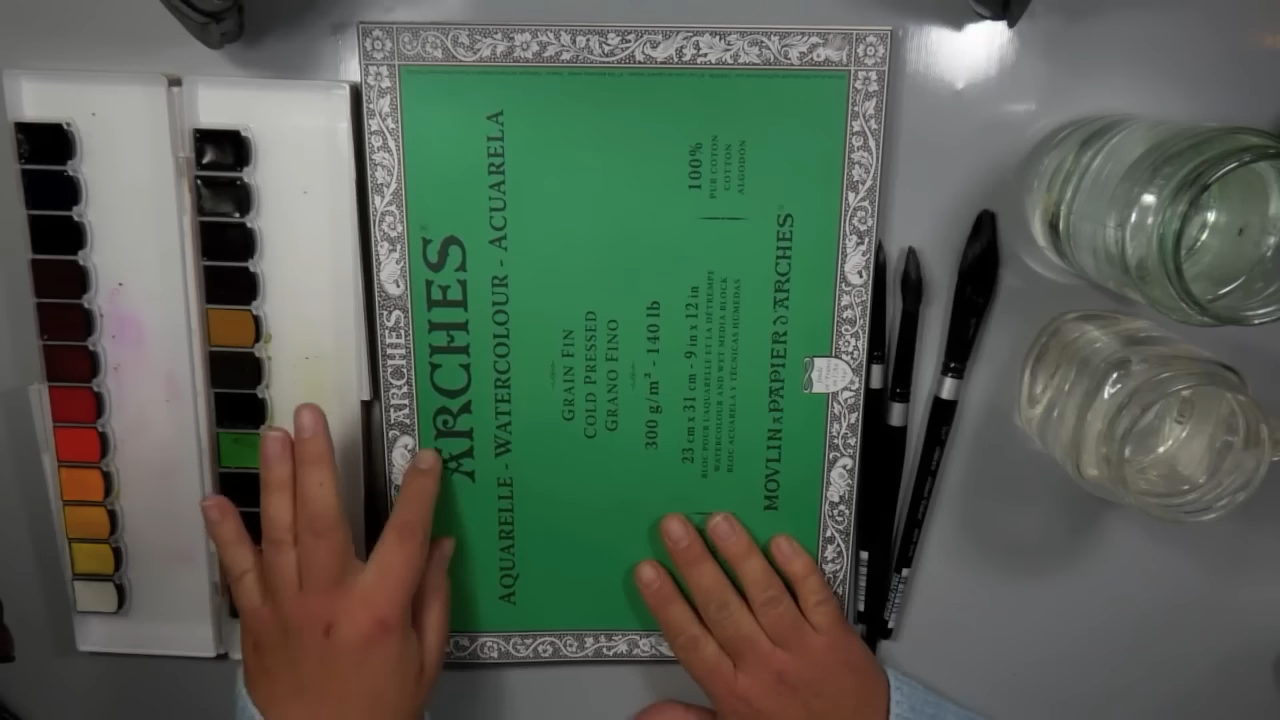 ARCHES
ARCHES®
AQUARELLE - WATERCOLOUR - ACUARELA
GRAIN FIN
COLD PRESSED
GRANO FINO
300 g/m² - 140 lb
23 cm x 31 cm - 9 in x 12 in
BLOC POUR L'AQUARELLE ET LA DÉTREMPE
WATERCOLOUR AND WET MEDIA BLOCK
BLOC ACUARELA Y TÉCNICAS HÚMEDAS
100%
PUR COTON
COTTON
ALGODÓN
MOVLIN A PAPIER D'ARCHES®